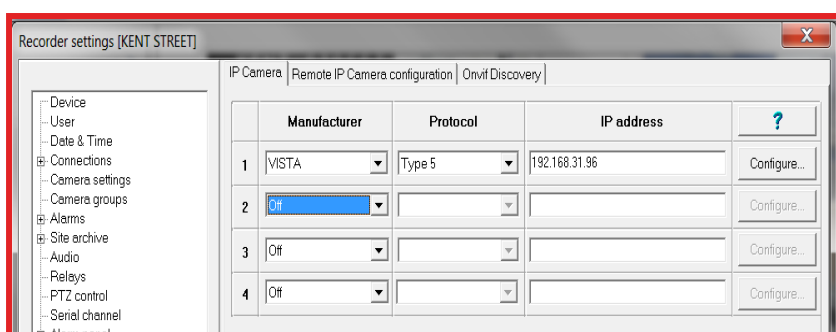 Recorder settings [KENT STREET]
X
IP Camera Remote IP Camera configuration Onvif Discovery
Device
User
Date & Time
Connections
Camera settings
Camera groups
Alarms
Site archive
Audio
Relays
PTZ control
Serial channel
Manufacturer Protocol IP address ?
1 VISTA Type 5 192.168.31.96 Configure...
2 Off Configure...
3 Off Configure...
4 Off Configure...